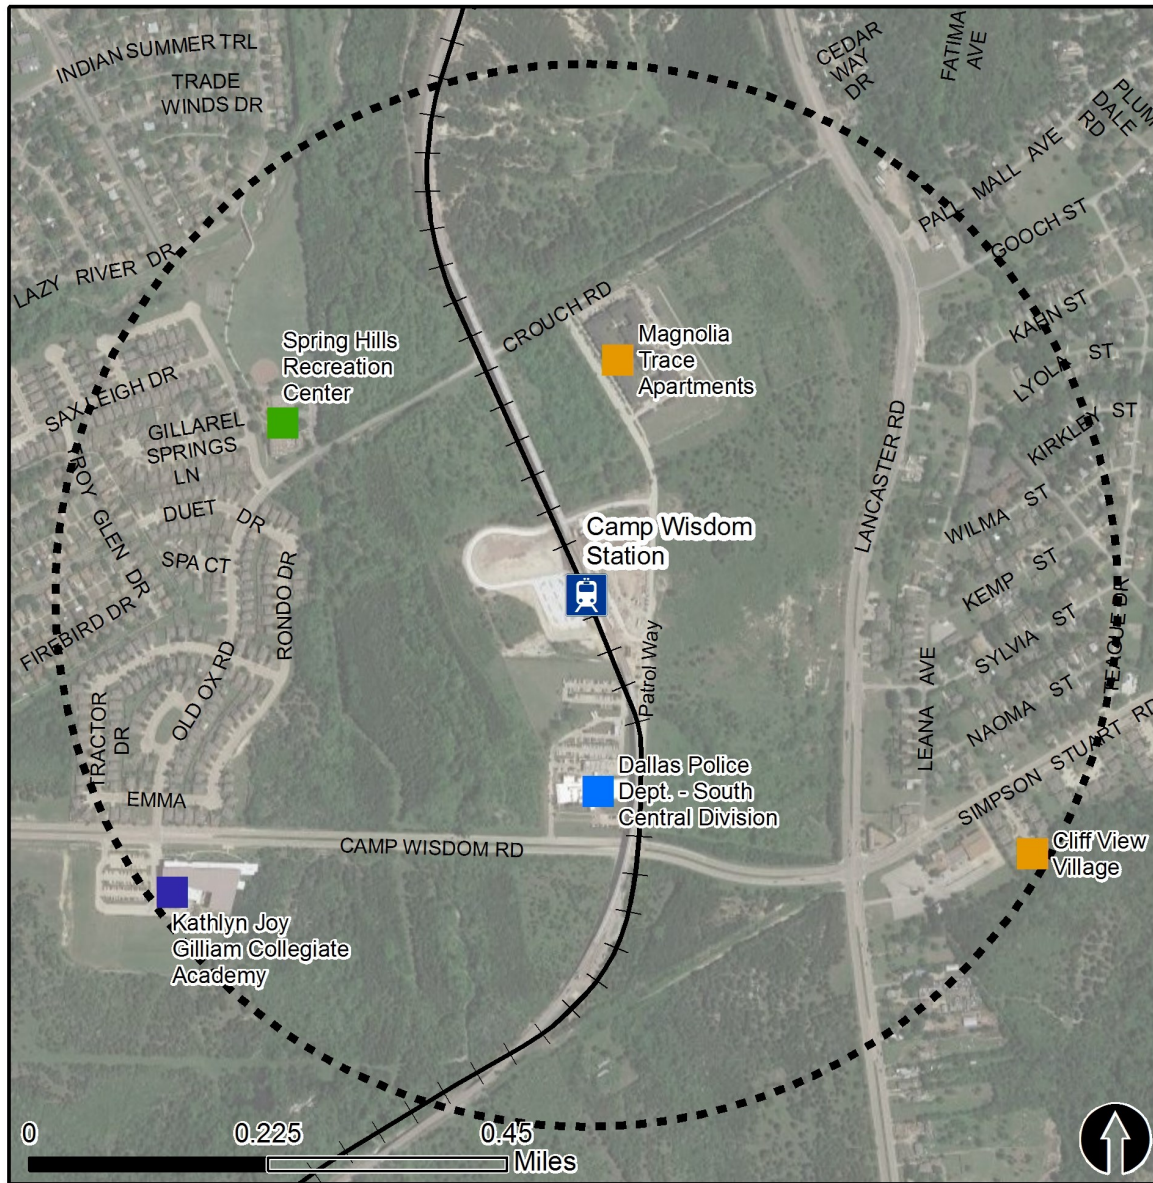 INDIAN SUMMER TRL
TRADE
WINDS DR
CEDAR
WAY
DR
FATIMA
AVE
PLUM
DALE
RD
PALL MALL AVE
GOOCH ST
LAZY RIVER DR
KAHN ST
CROUCH RD
Spring Hills
Recreation
Center
Magnolia
Trace
Apartments
LYOLA ST
SAX LEIGH DR
GILLAREL
SPRINGS
LN
KIRKLEY ST
LANCASTER RD
TROY GLEN DR
DUET DR
WILMA ST
Camp Wisdom
Station
SPA CT
KEMP ST
FIREBIRD DR
RONDO DR
SYLVIA ST
TEAGUE DR
OLD OX RD
Patrol Way
LEANA AVE
NAOMA ST
TRACTOR
DR
SIMPSON STUART RD
Dallas Police
Dept. - South
Central Division
EMMA
CAMP WISDOM RD
Cliff View
Village
Kathlyn Joy
Gilliam Collegiate
Academy
0 0.225 0.45
Miles